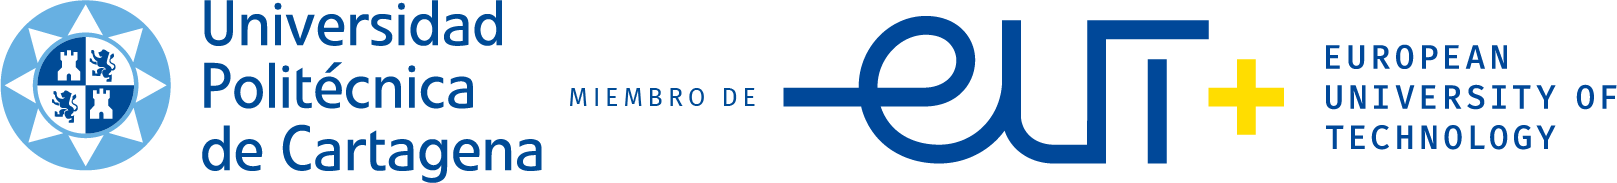 Universidad
Politécnica
de Cartagena
MIEMBRO DE
eut+
EUROPEAN
UNIVERSITY OF
TECHNOLOGY